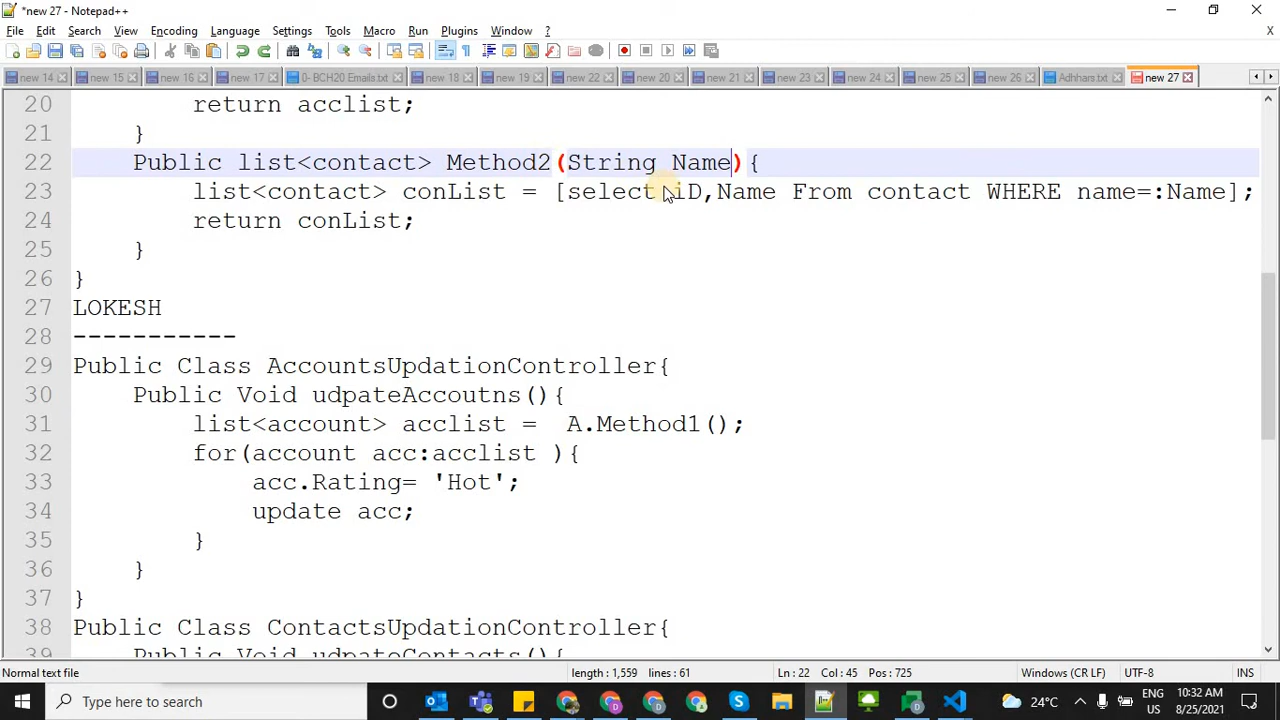 *new 27 - Notepad++
File Edit Search View Encoding Language Settings Tools Macro Run Plugins Window ? X
new 14 new 15 new 16 new 17 0- BCH20 Emails.txt new 18 new 19 new 22 new 20 new 21 new 23 new 24 new 25 new 26 Adhhars.txt new 27
20 return acclist;
21 }
22 Public list<contact> Method2(String Name){
23 list<contact> conList = [select iD,Name From contact WHERE name=:Name];
24 return conList;
25 }
26 }
27 LOKESH
28 -----------
29 Public Class AccountsUpdationController{
30 Public Void udpateAccoutns(){
31 list<account> acclist = A.Method1();
32 for(account acc:acclist ){
33 acc.Rating= 'Hot';
34 update acc;
35 }
36 }
37 }
38 Public Class ContactsUpdationController{
39 Public Void udpateContacts(){
Normal text file length : 1,559 lines : 61 Ln : 22 Col : 45 Pos : 725 Windows (CR LF) UTF-8 INS
Type here to search 24°C ENG US 10:32 AM 8/25/2021